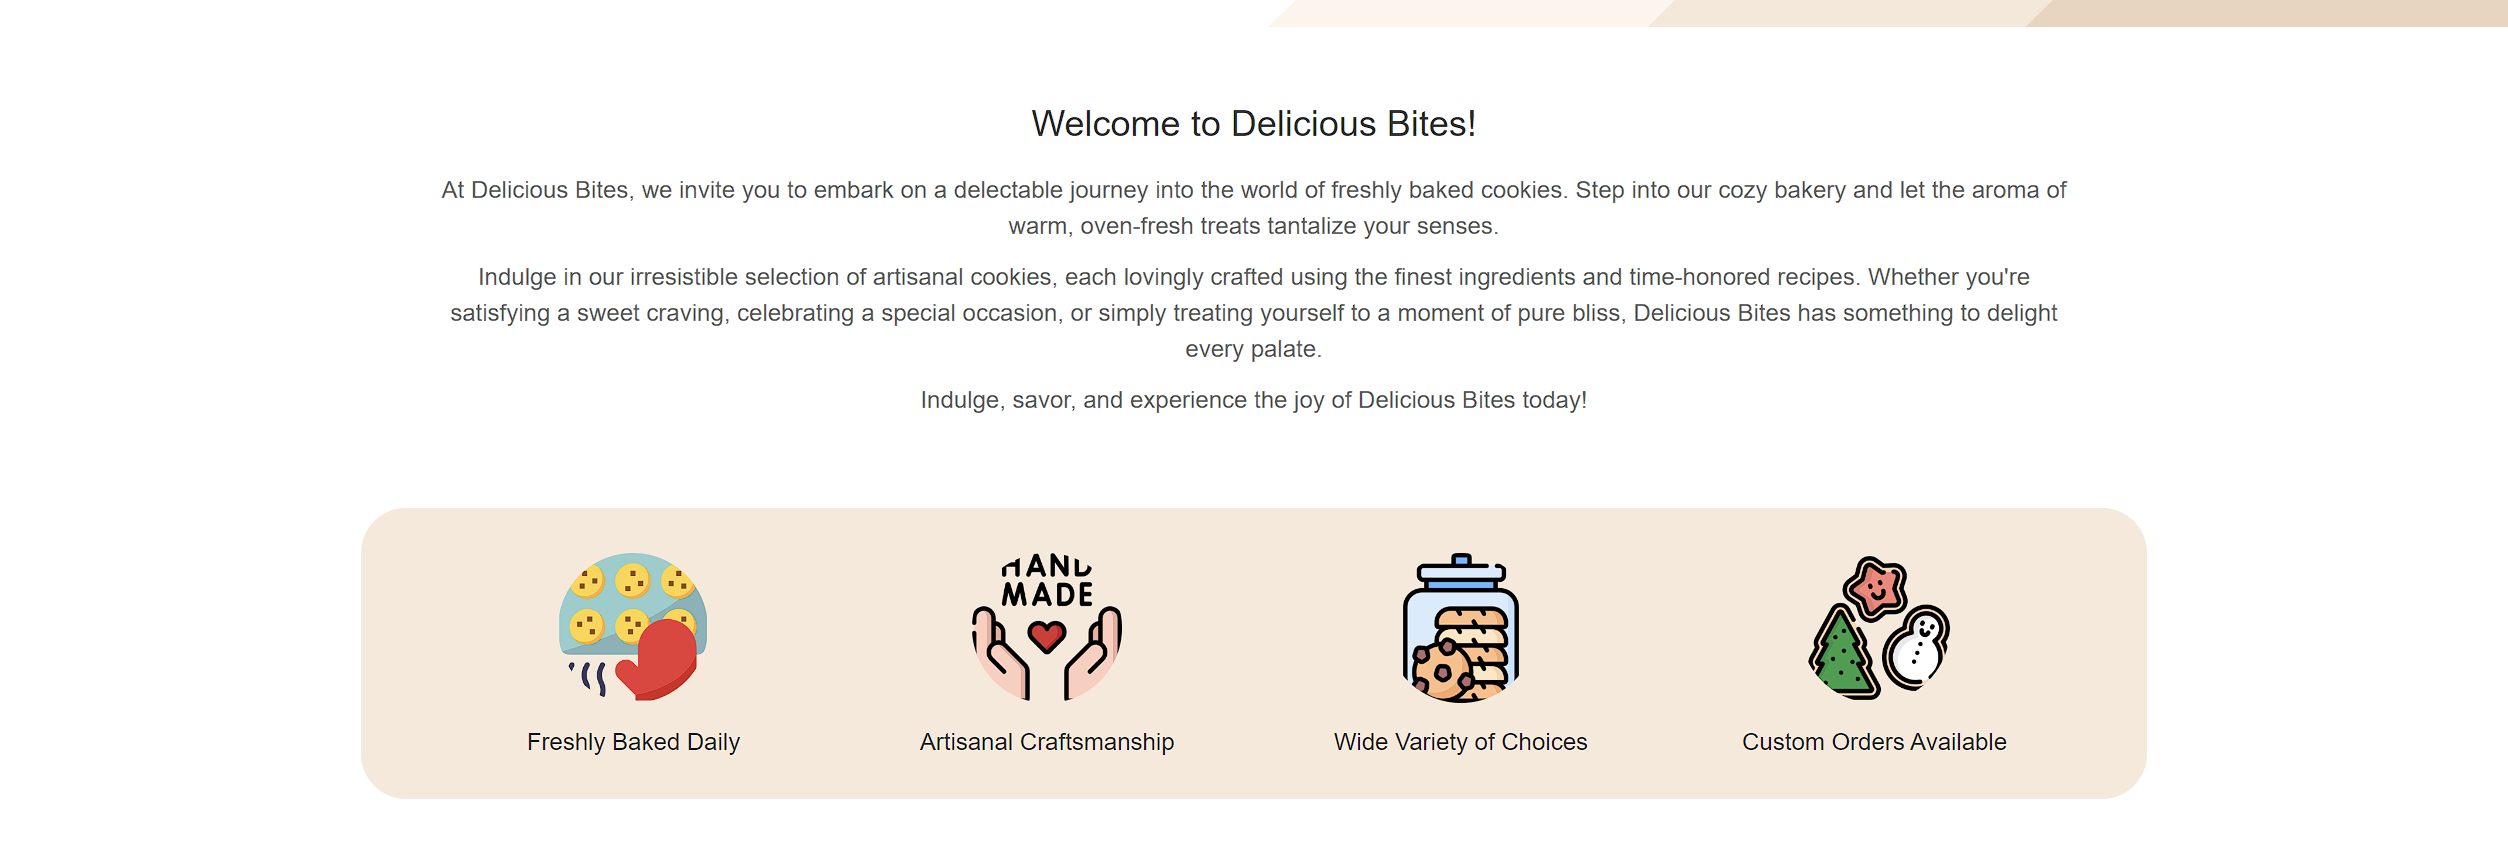 Welcome to Delicious Bites!
At Delicious Bites, we invite you to embark on a delectable journey into the world of freshly baked cookies. Step into our cozy bakery and let the aroma of
warm, oven-fresh treats tantalize your senses.
Indulge in our irresistible selection of artisanal cookies, each lovingly crafted using the finest ingredients and time-honored recipes. Whether you're
satisfying a sweet craving, celebrating a special occasion, or simply treating yourself to a moment of pure bliss, Delicious Bites has something to delight
every palate.
Indulge, savor, and experience the joy of Delicious Bites today!
HAND
MADE
Freshly Baked Daily
Artisanal Craftsmanship
Wide Variety of Choices
Custom Orders Available